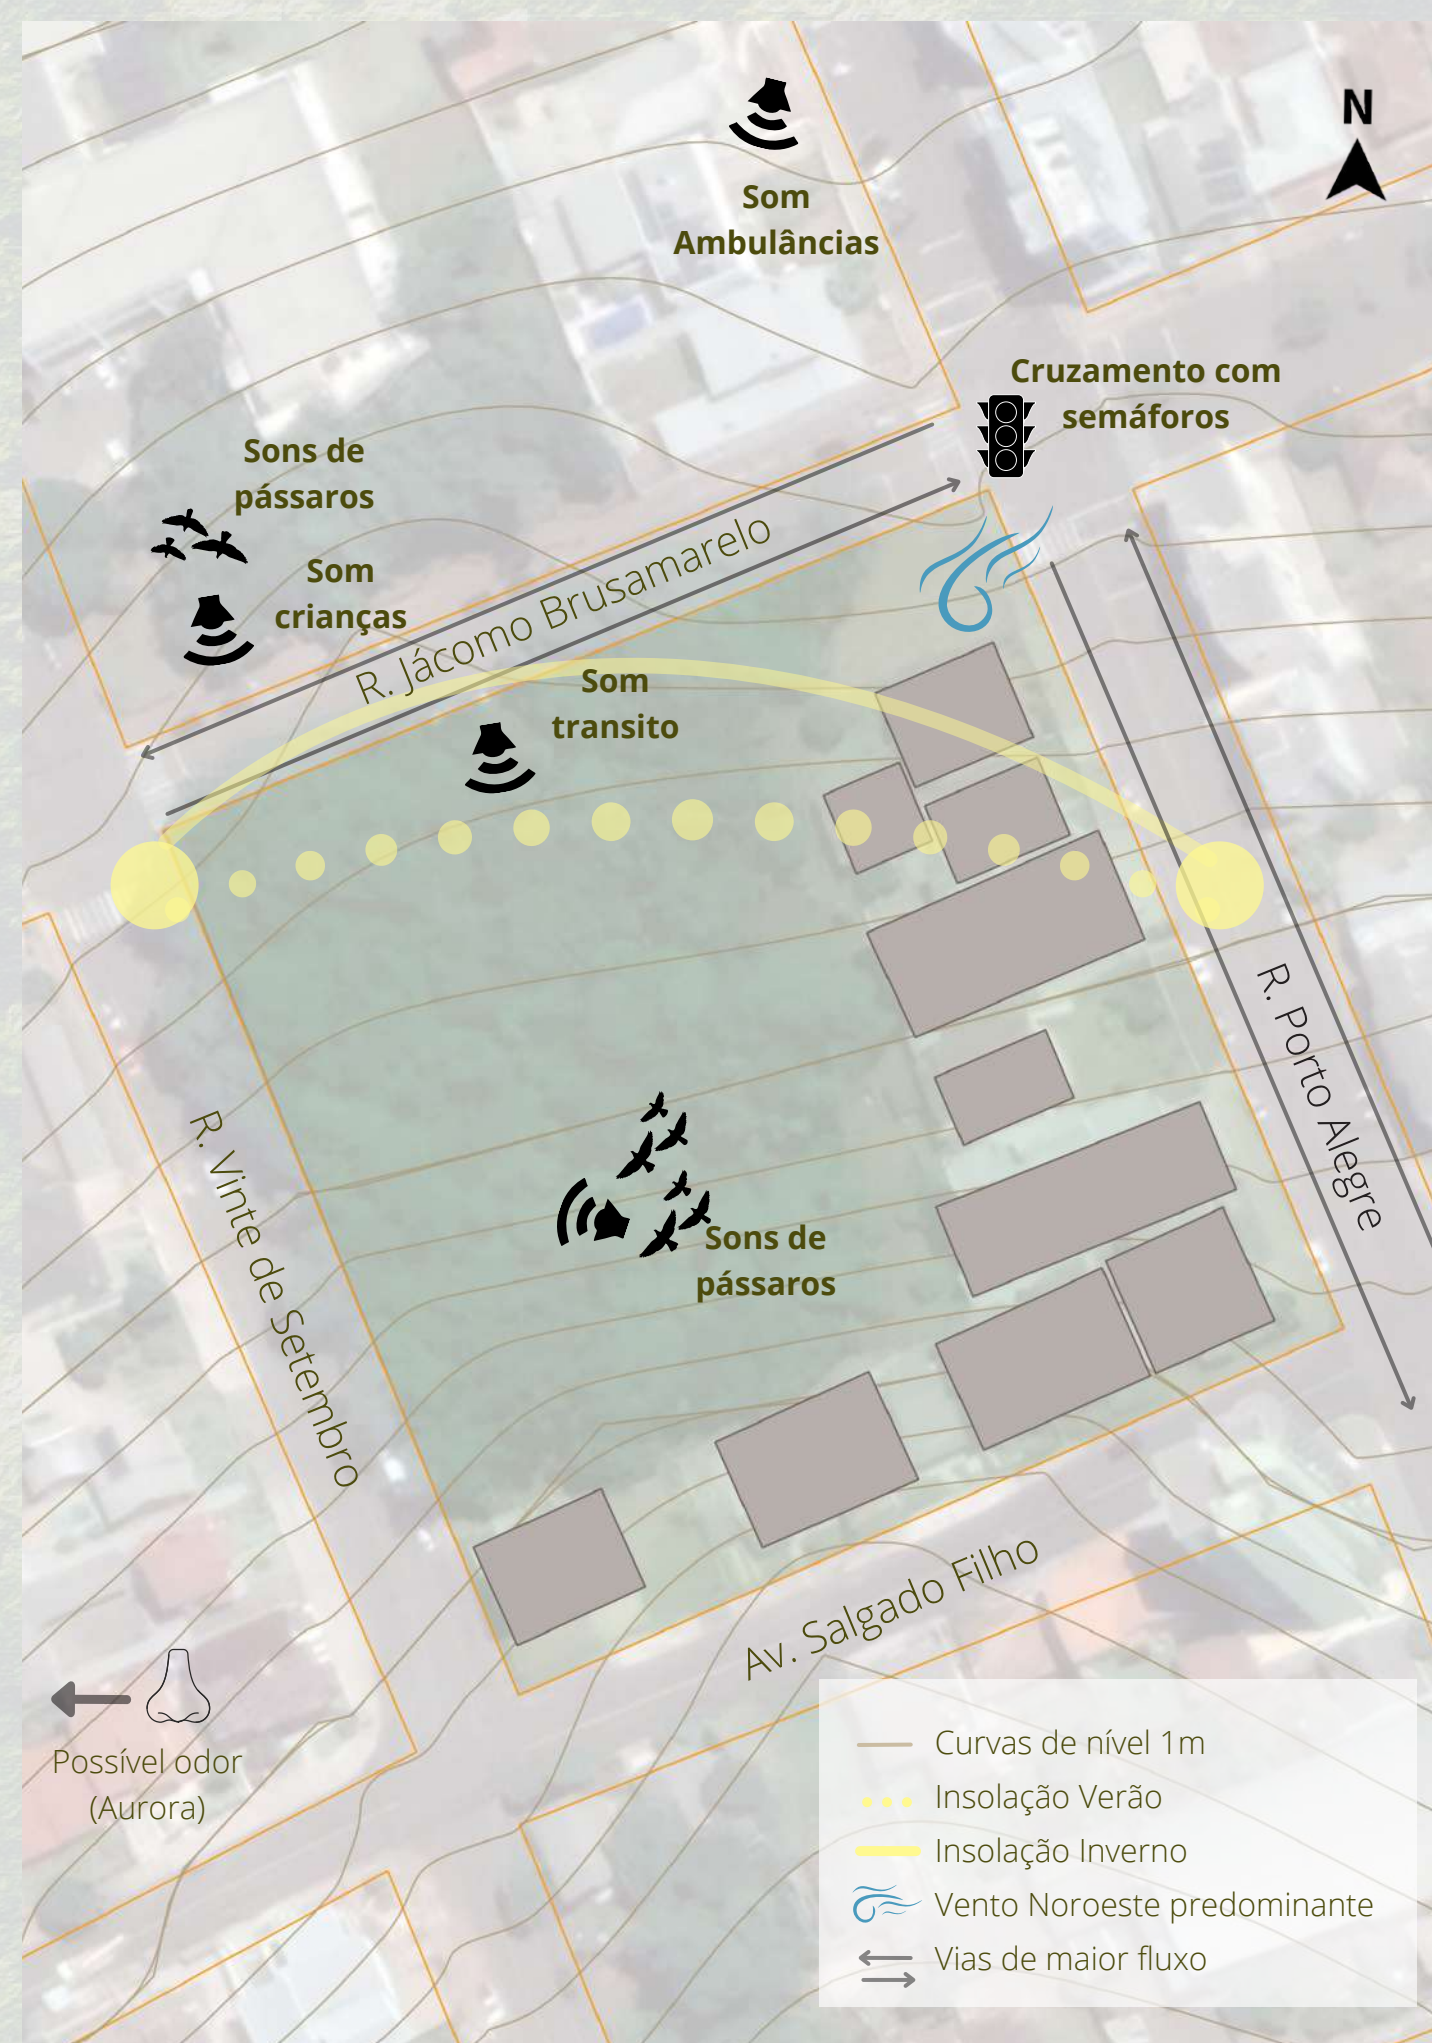 N
Som
Ambulâncias
Cruzamento com
semáforos
Sons de
pássaros
Som
crianças
R. Jácomo Brusamarelo
Som
transito
R. Porto Alegre
R. Vinte de Setembro
Sons de
pássaros
Av. Salgado Filho
Possível odor
(Aurora)
Curvas de nível 1m
Insolação Verão
Insolação Inverno
Vento Noroeste predominante
Vias de maior fluxo